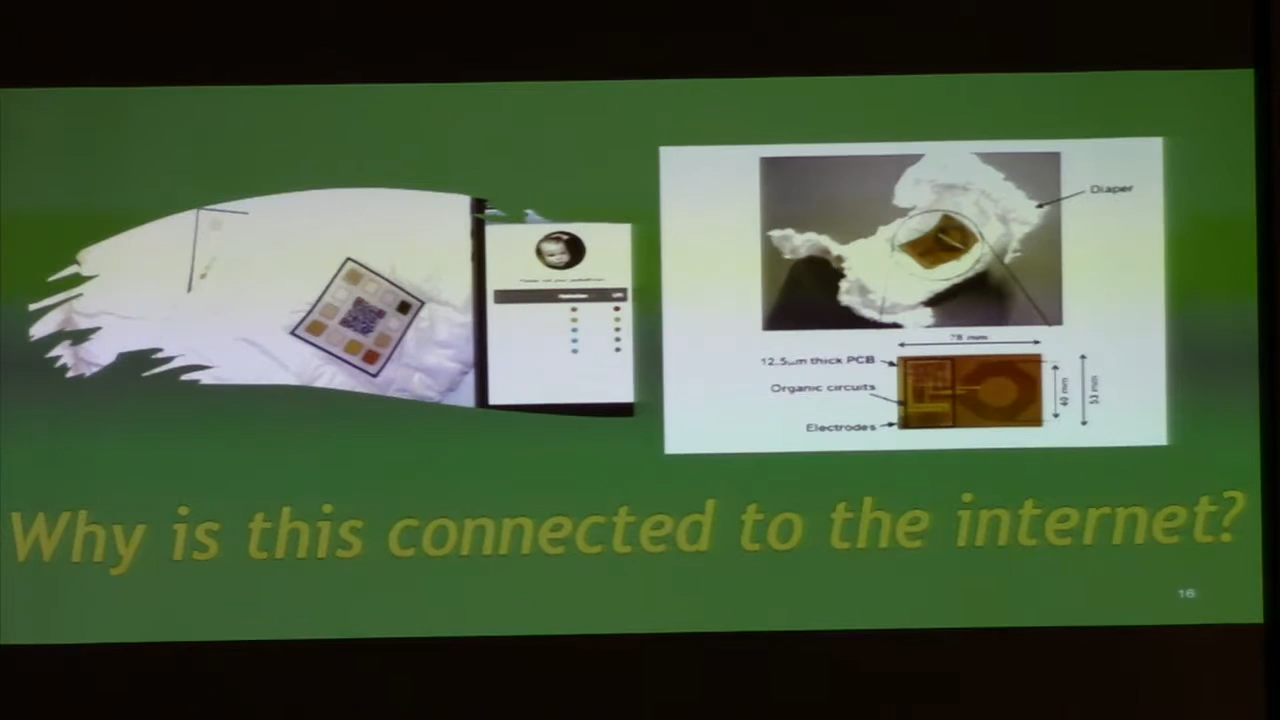 Diaper
78 mm
12.5um thick PCB
Organic circuits
Electrodes
40 mm
53 mm
Why is this connected to the internet?
16